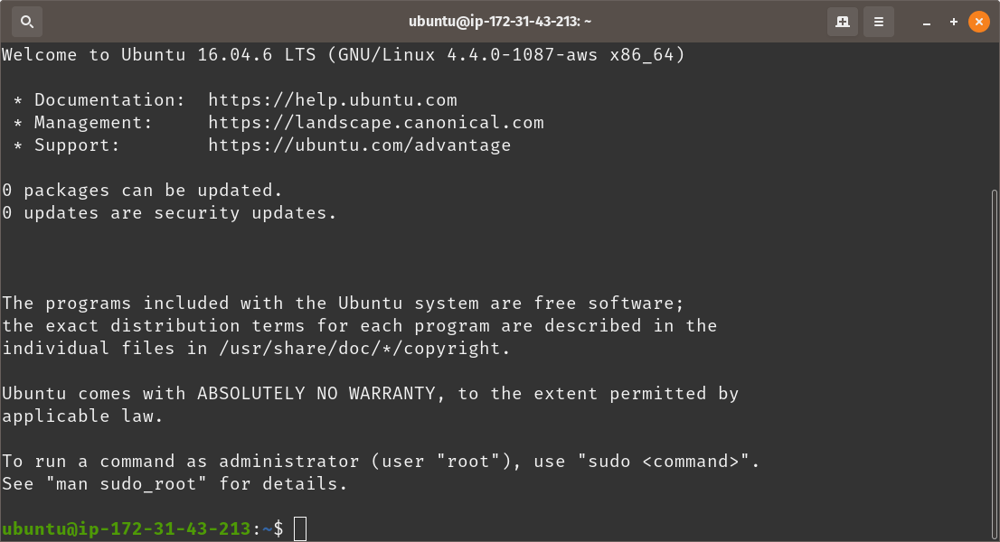 ubuntu@ip-172-31-43-213: ~
Welcome to Ubuntu 16.04.6 LTS (GNU/Linux 4.4.0-1087-aws x86_64)
* Documentation:  https://help.ubuntu.com
* Management:     https://landscape.canonical.com
* Support:        https://ubuntu.com/advantage
0 packages can be updated.
0 updates are security updates.
The programs included with the Ubuntu system are free software;
the exact distribution terms for each program are described in the
individual files in /usr/share/doc/*/copyright.
Ubuntu comes with ABSOLUTELY NO WARRANTY, to the extent permitted by
applicable law.
To run a command as administrator (user "root"), use "sudo <command>".
See "man sudo_root" for details.
ubuntu@ip-172-31-43-213:~$